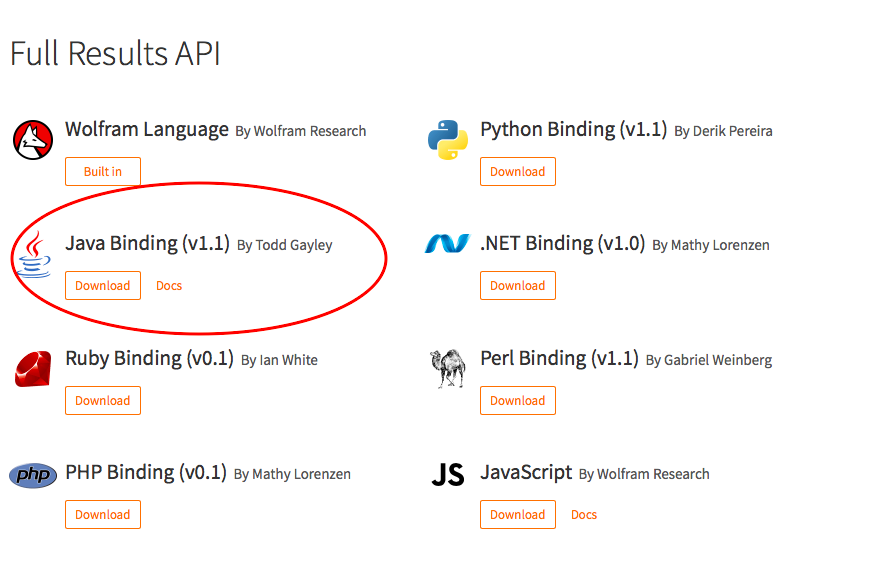 Full Results API
Wolfram Language By Wolfram Research
Built in
Python Binding (v1.1) By Derik Pereira
Download
Java Binding (v1.1) By Todd Gayley
Download Docs
.NET Binding (v1.0) By Mathy Lorenzen
Download
Ruby Binding (v0.1) By Ian White
Download
Perl Binding (v1.1) By Gabriel Weinberg
Download
php
PHP Binding (v0.1) By Mathy Lorenzen
Download
JS
JavaScript By Wolfram Research
Download Docs